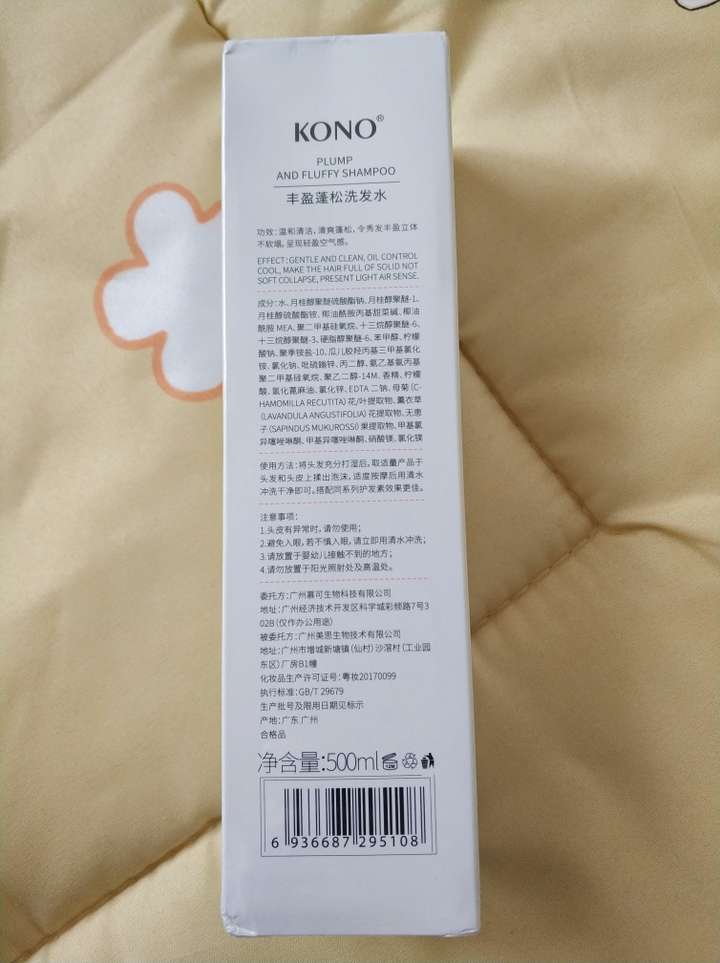 KONO®
PLUMP
AND FLUFFY SHAMPOO
丰盈蓬松洗发水
功效：温和清洁，清爽蓬松，令秀发丰盈立体
不软塌，呈现轻盈空气感。
EFFECT：GENTLE AND CLEAN, OIL CONTROL
COOL, MAKE THE HAIR FULL OF SOLID NOT
SOFT COLLAPSE, PRESENT LIGHT AIR SENSE.
成分：水、月桂醇聚醚硫酸酯钠、月桂醇聚醚-1、
月桂醇硫酸酯铵、椰油酰胺丙基甜菜碱、椰油
酰胺 MEA、聚二甲基硅氧烷、十三烷醇聚醚-6、
十三烷醇聚醚-3、硬脂醇聚醚-6、苯甲醇、柠檬
酸钠、聚季铵盐-10、瓜儿胶羟丙基三甲基氯化
铵、氯化钠、吡硫鎓锌、丙二醇、氨乙基氨丙基
聚二甲基硅氧烷、聚乙二醇-14M、香精、柠檬
酸、氢化蓖麻油、氯化锌、EDTA 二钠、母菊（C-
HAMOMILLA RECUTITA）花/叶提取物、薰衣草
（LAVANDULA ANGUSTIFOLIA）花提取物、无患
子（SAPINDUS MUKUROSSI）果提取物、甲基氯
异噻唑啉酮、甲基异噻唑啉酮、硝酸镁、氯化镁
使用方法：将头发充分打湿后，取适量产品于
头发和头皮上揉出泡沫，适度按摩后用清水
冲洗干净即可。搭配同系列护发素效果更佳。
注意事项：
1.头皮有异常时，请勿使用；
2.避免入眼，若不慎入眼，请立即用清水冲洗；
3.请放置于婴幼儿接触不到的地方；
4.请勿放置于阳光照射处及高温处。
委托方：广州慕可生物科技有限公司
地址：广州经济技术开发区科学城彩频路7号3
02B（仅作办公用途）
被委托方：广州美思生物技术有限公司
地址：广州市增城新塘镇（仙村）沙滘村（工业园
东区）厂房B1幢
化妆品生产许可证号：粤妆20170099
执行标准：GB/T 29679
生产批号及限用日期见标示
产地：广东 广州
合格品
净含量：500ml
6 936687 295108